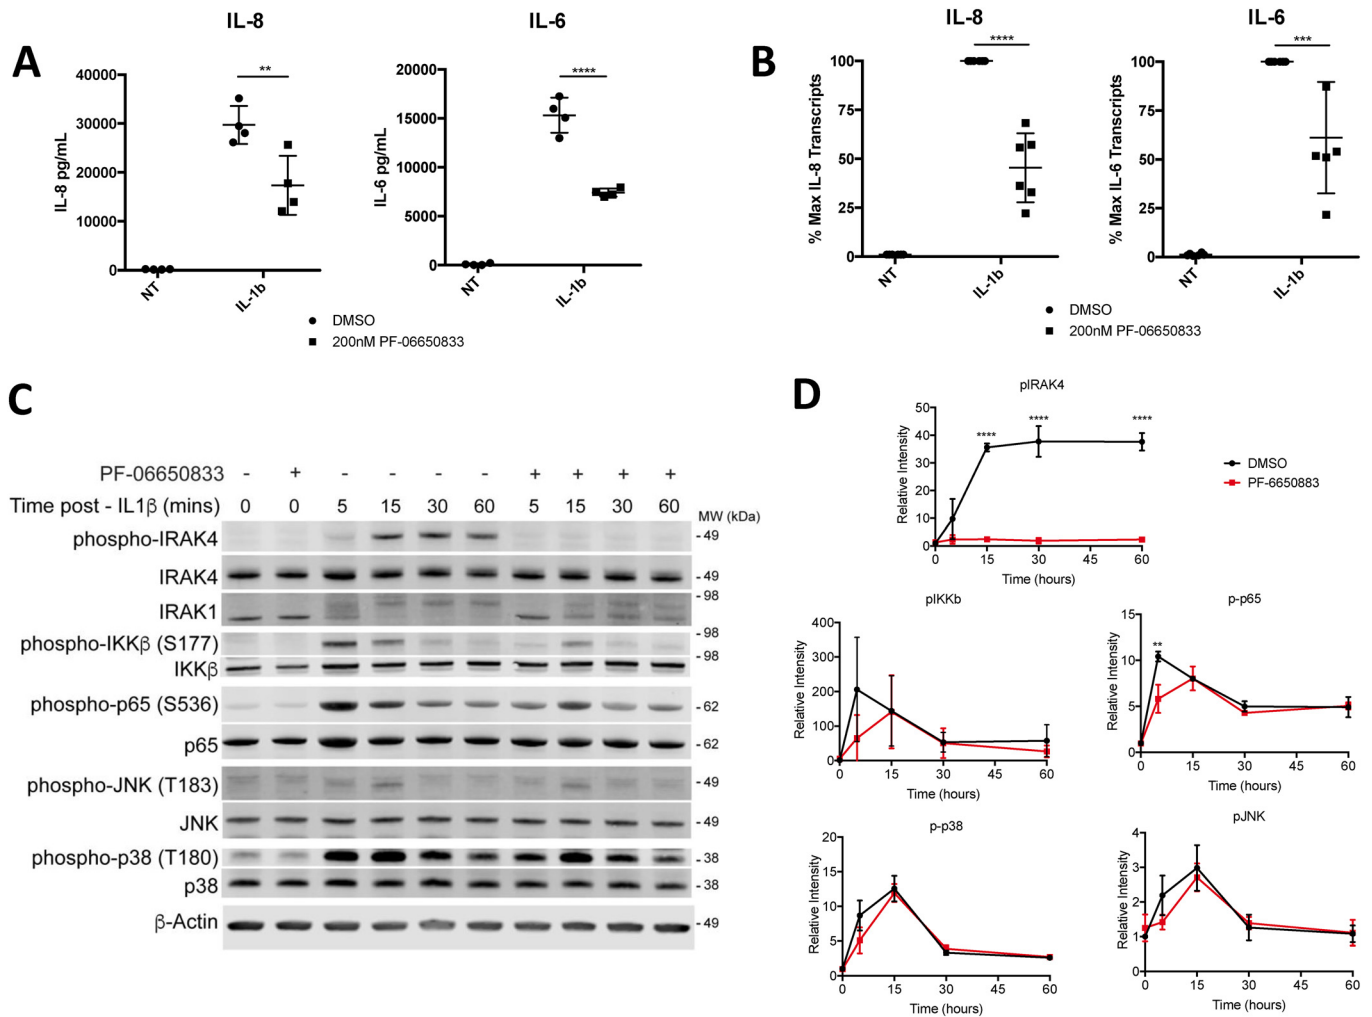 A
IL-8
IL-8 pg/mL
40000
30000
20000
10000
0
**
NT
IL-1b
IL-6
IL-6 pg/mL
20000
15000
10000
5000
0
****
NT
IL-1b
DMSO
200nM PF-06650833
B
IL-8
% Max IL-8 Transcripts
100
75
50
25
0
****
NT
IL-1b
IL-6
% Max IL-6 Transcripts
100
75
50
25
0
***
NT
IL-1b
DMSO
200nM PF-06650833
C
PF-06650833 - + - - - - + + + +
Time post - IL1β (mins) 0 0 5 15 30 60 5 15 30 60
MW (kDa)
phospho-IRAK4 - 49
IRAK4 - 49
- 98
IRAK1
phospho-IKKβ (S177) - 98
- 98
IKKβ
phospho-p65 (S536) - 62
p65 - 62
phospho-JNK (T183) - 49
JNK - 49
phospho-p38 (T180) - 38
p38 - 38
β-Actin - 49
D
pIRAK4
Relative Intensity
50
40
30
20
10
0
**** **** ****
0 15 30 45 60
Time (hours)
DMSO
PF-6650883
pIKKb
Relative Intensity
400
300
200
100
0
0 15 30 45 60
Time (hours)
p-p65
Relative Intensity
15
10
5
0
**
0 15 30 45 60
Time (hours)
p-p38
Relative Intensity
20
15
10
5
0
0 15 30 45 60
Time (hours)
pJNK
Relative Intensity
4
3
2
1
0
0 15 30 45 60
Time (hours)